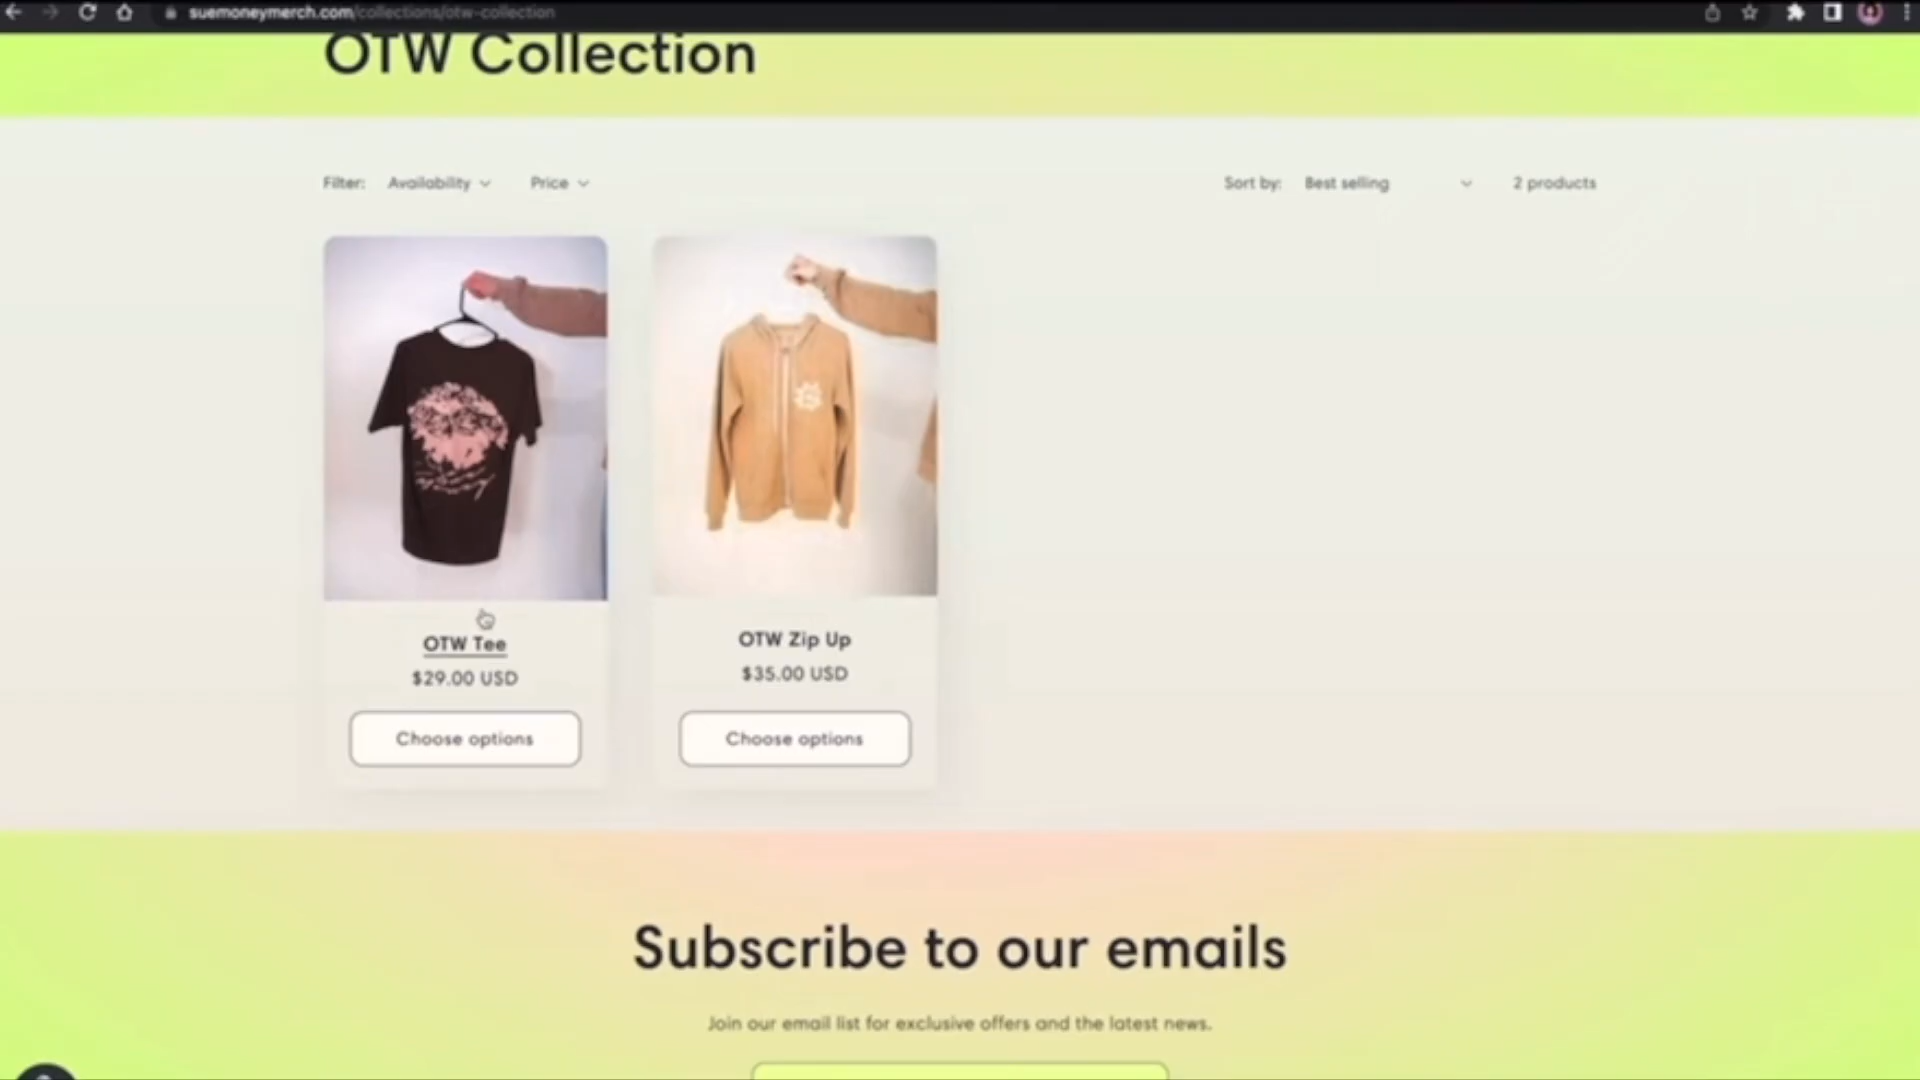 suemoneymerch.com/collections/otw-collection
OTW Collection
Filter: Availability Price
Sort by: Best selling 2 products
OTW Tee
$29.00 USD
Choose options
OTW Zip Up
$35.00 USD
Choose options
Subscribe to our emails
Join our email list for exclusive offers and the latest news.